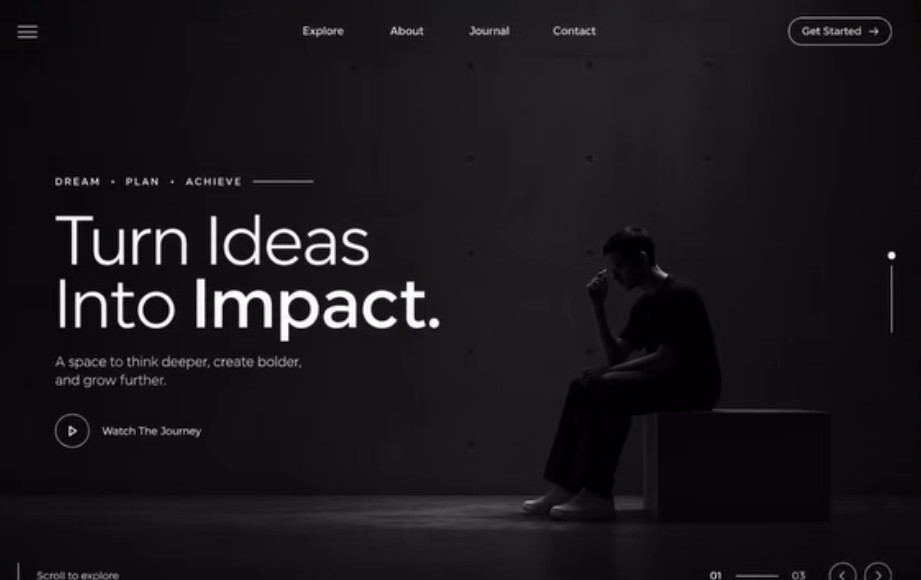 Explore About Journal Contact Get Started →
DREAM • PLAN • ACHIEVE
Turn Ideas
Into Impact.
A space to think deeper, create bolder,
and grow further.
Watch The Journey
Scroll to explore
01 03